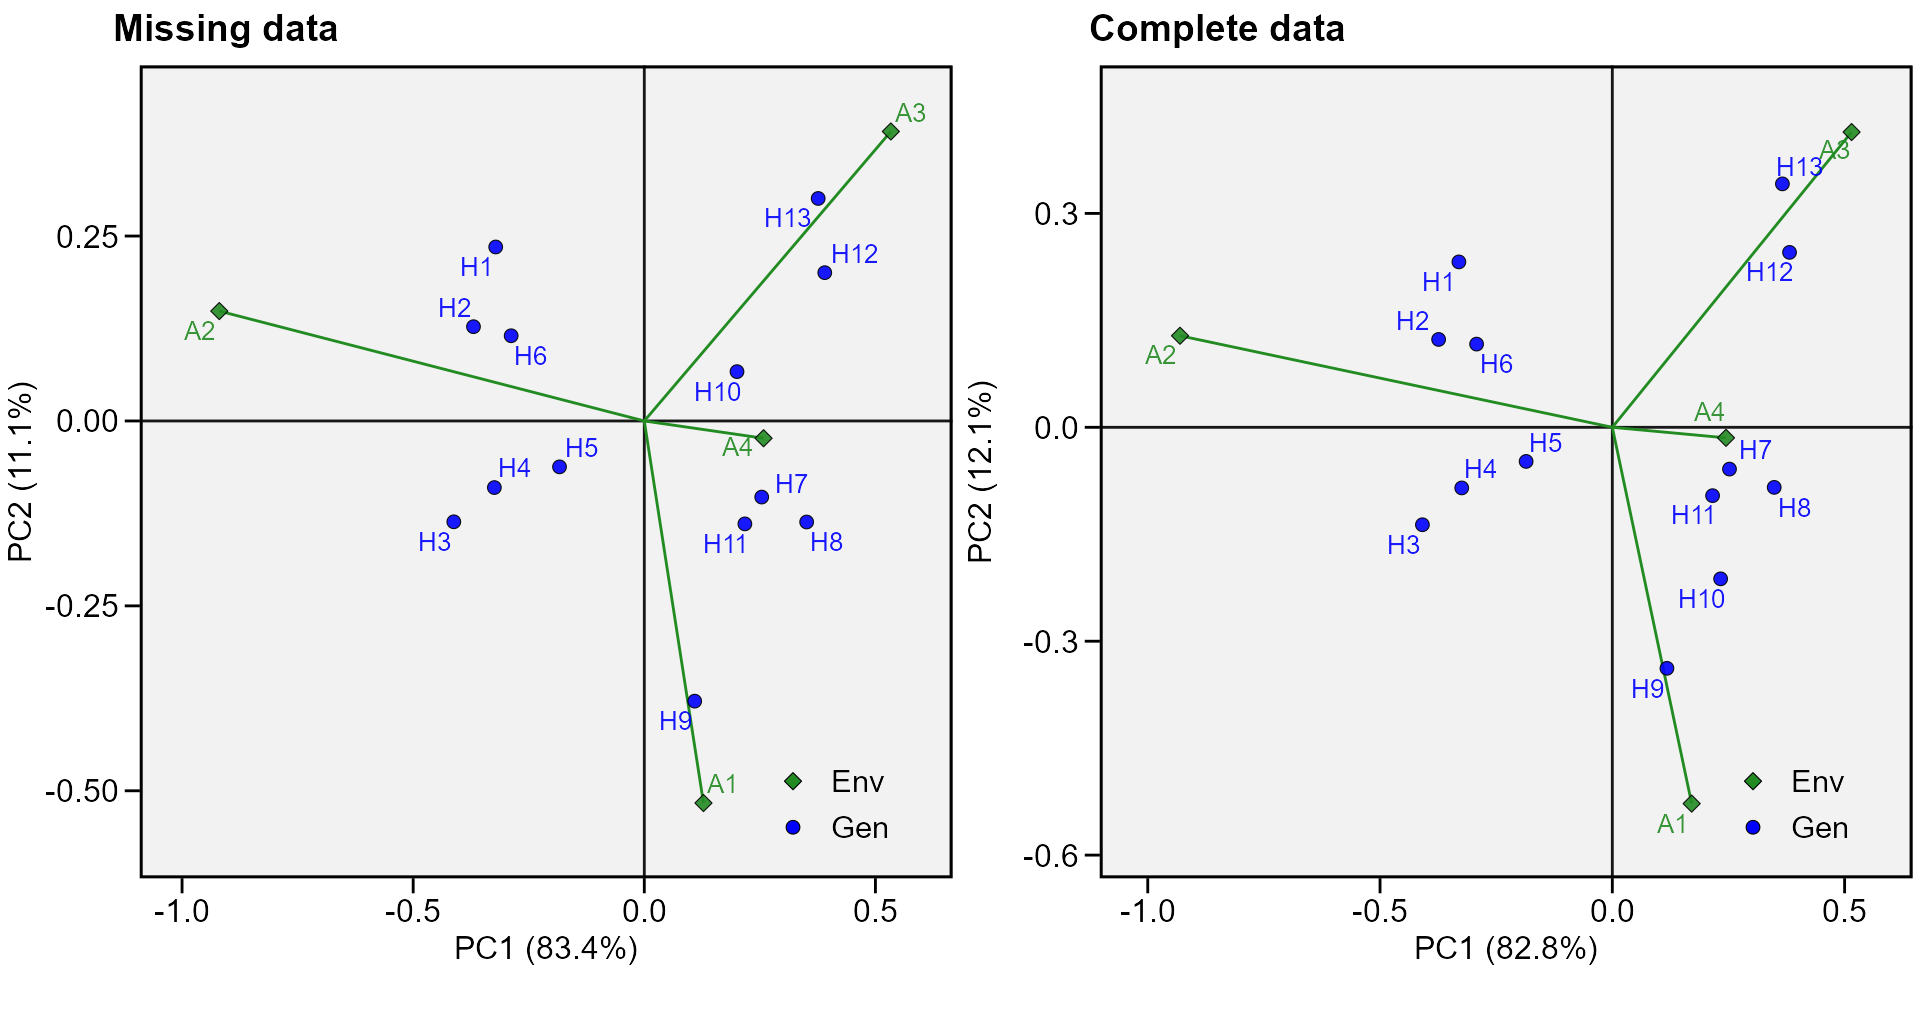 Missing data
A3
H13
H12
H1
H2
A2
H6
H10
H5
A4
H4
H7
H3
H11
H8
H9
A1
Env
Gen
0.25
0.00
-0.25
-0.50
-1.0
-0.5
0.0
0.5
PC1 (83.4%)
PC2 (11.1%)
Complete data
A3
H13
H12
H1
H2
A2
H6
A4
H5
H7
H4
H11
H8
H3
H10
H9
A1
Env
Gen
0.3
0.0
-0.3
-0.6
-1.0
-0.5
0.0
0.5
PC1 (82.8%)
PC2 (12.1%)